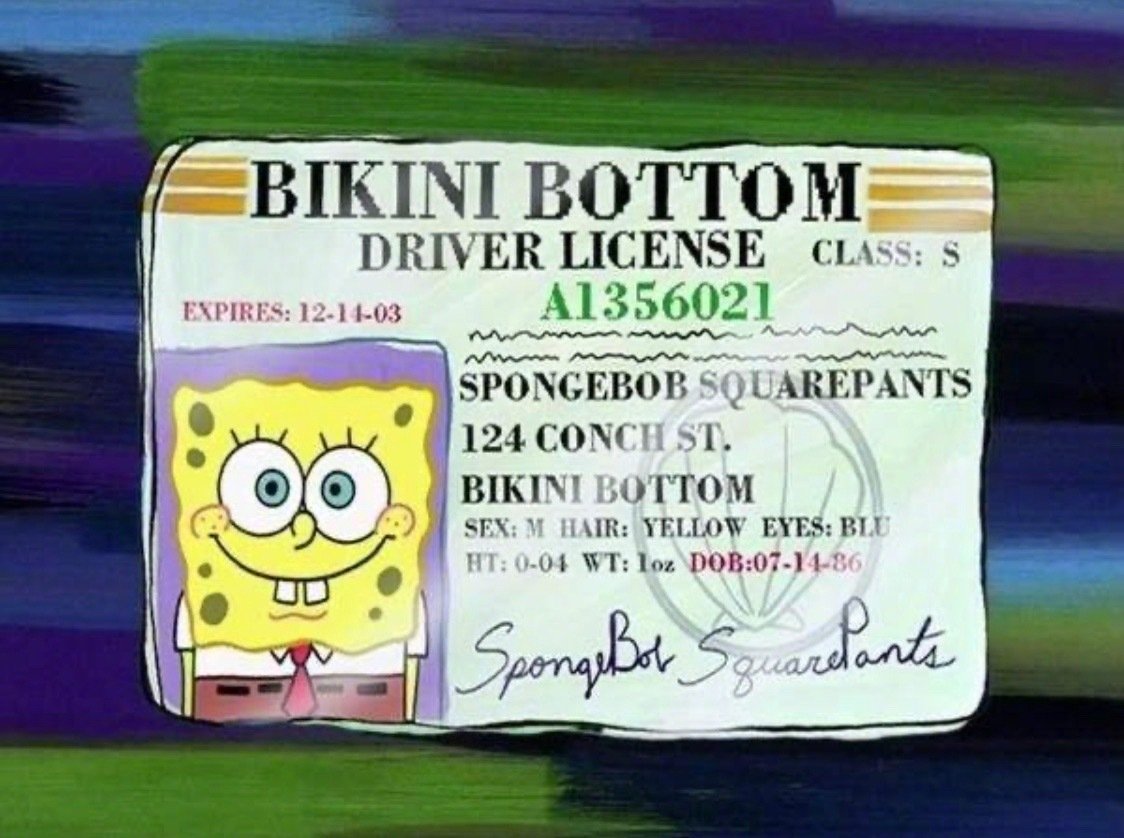 BIKINI BOTTOM
DRIVER LICENSE CLASS: S
A1356021
EXPIRES: 12-14-03
SPONGEBOB SQUAREPANTS
124 CONCH ST.
BIKINI BOTTOM
SEX: M HAIR: YELLOW EYES: BLU
HT: 0-04 WT: 1oz DOB:07-14-86
SpongeBob SquarePants